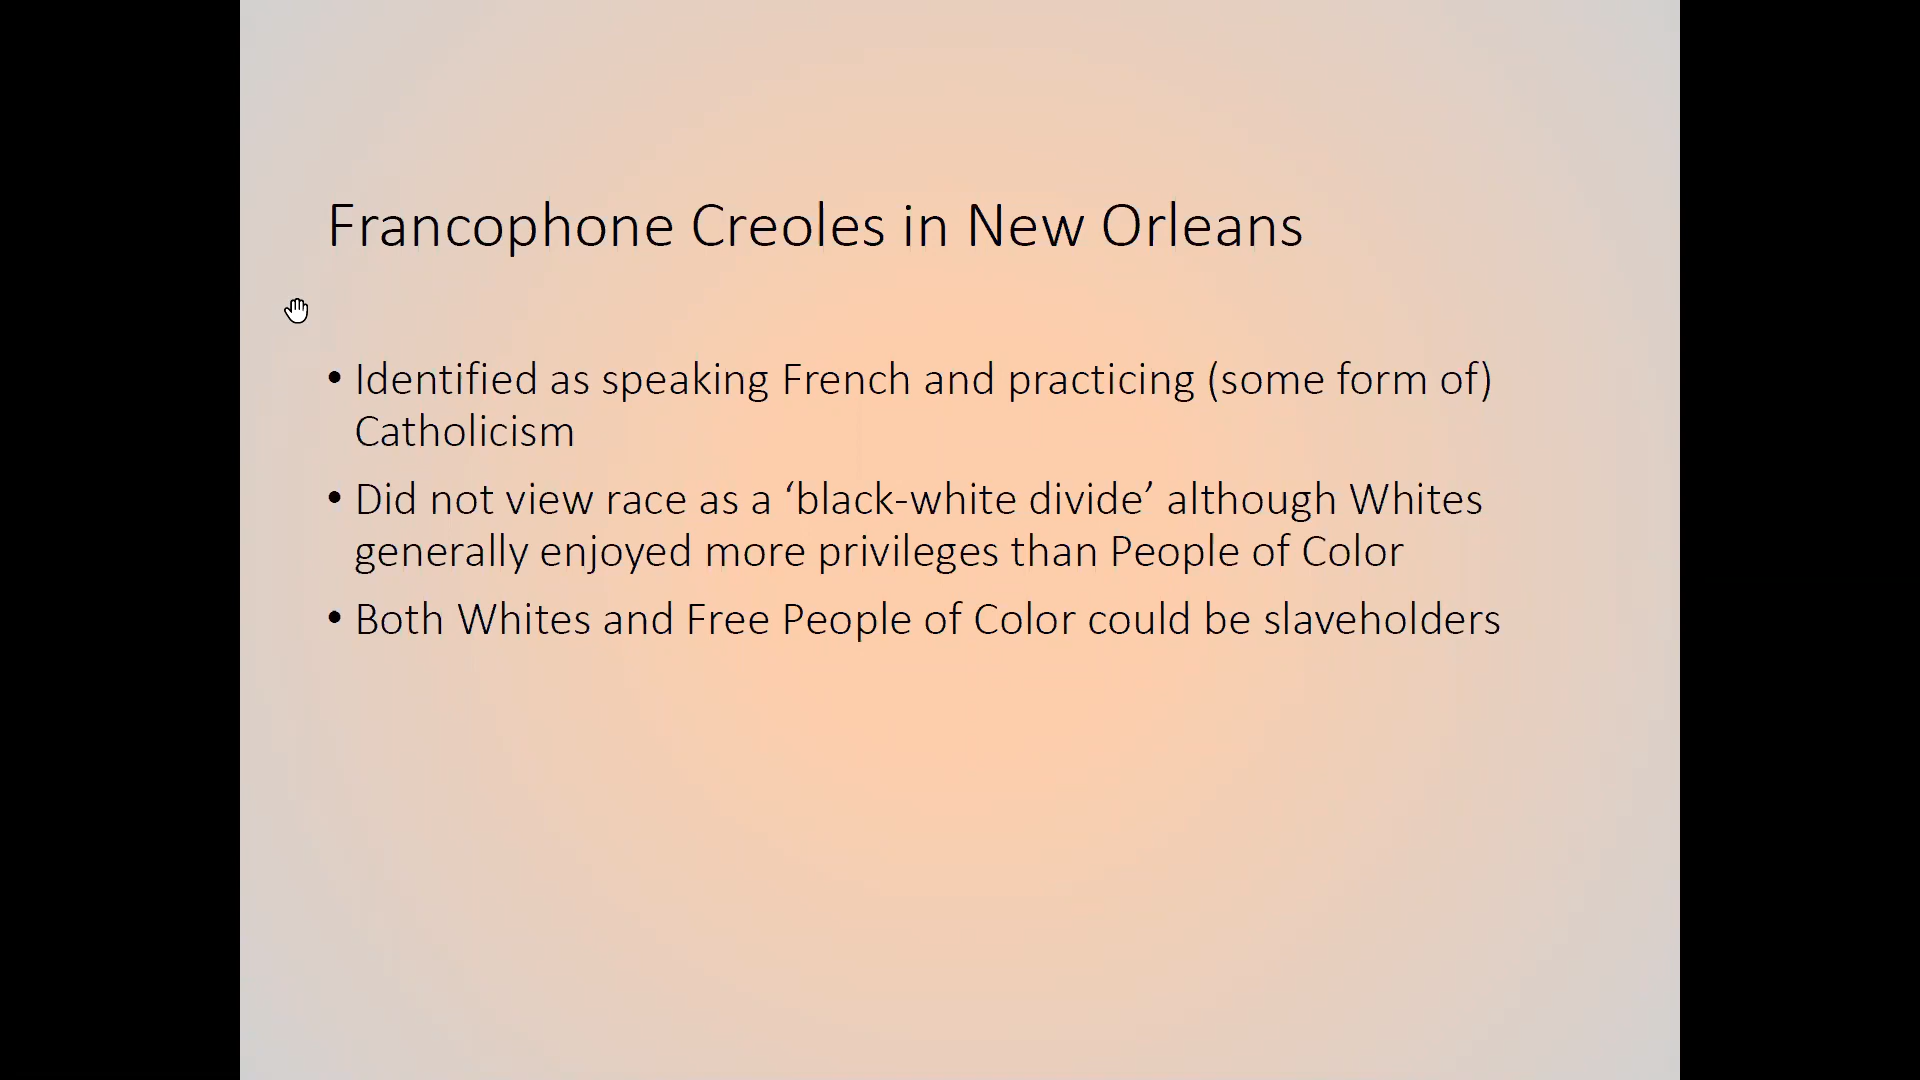 Francophone Creoles in New Orleans
• Identified as speaking French and practicing (some form of)
Catholicism
• Did not view race as a ‘black-white divide’ although Whites
generally enjoyed more privileges than People of Color
• Both Whites and Free People of Color could be slaveholders